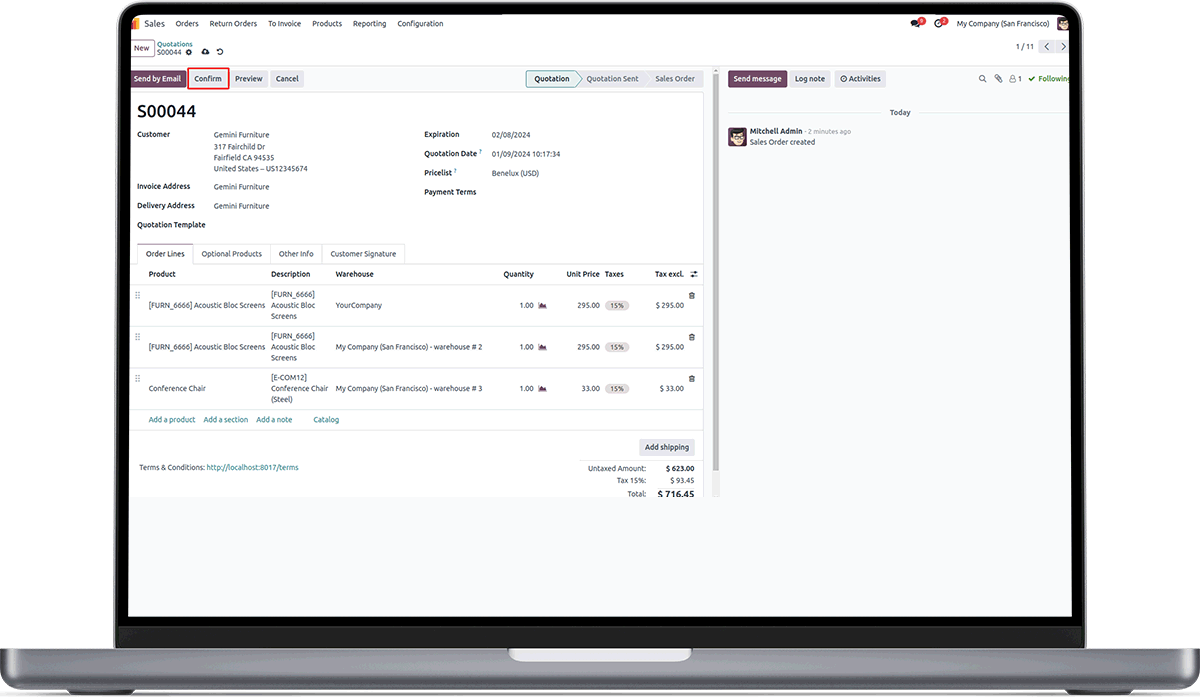 Sales Orders Return Orders To Invoice Products Reporting Configuration 9 2 My Company (San Francisco)
New Quotations
S00044 1 / 11
Send by Email Confirm Preview Cancel Quotation Quotation Sent Sales Order Send message Log note Activities 1 Following
S00044
Today
Customer Gemini Furniture Expiration 02/08/2024
317 Fairchild Dr
Fairfield CA 94535 Quotation Date ? 01/09/2024 10:17:34
United States – US12345674 Pricelist ? Benelux (USD)
Invoice Address Gemini Furniture Payment Terms
Delivery Address Gemini Furniture
Quotation Template
Mitchell Admin - 2 minutes ago
Sales Order created
Order Lines Optional Products Other Info Customer Signature
Product Description Warehouse Quantity Unit Price Taxes Tax excl.
[FURN_6666]
[FURN_6666] Acoustic Bloc Screens Acoustic Bloc YourCompany 1.00 295.00 15% $ 295.00
Screens
[FURN_6666]
[FURN_6666] Acoustic Bloc Screens Acoustic Bloc My Company (San Francisco) - warehouse # 2 1.00 295.00 15% $ 295.00
Screens
[E-COM12]
Conference Chair Conference Chair My Company (San Francisco) - warehouse # 3 1.00 33.00 15% $ 33.00
(Steel)
Add a product Add a section Add a note Catalog
Add shipping
Terms & Conditions: http://localhost:8017/terms Untaxed Amount: $ 623.00
Tax 15%: $ 93.45
Total: $ 716.45